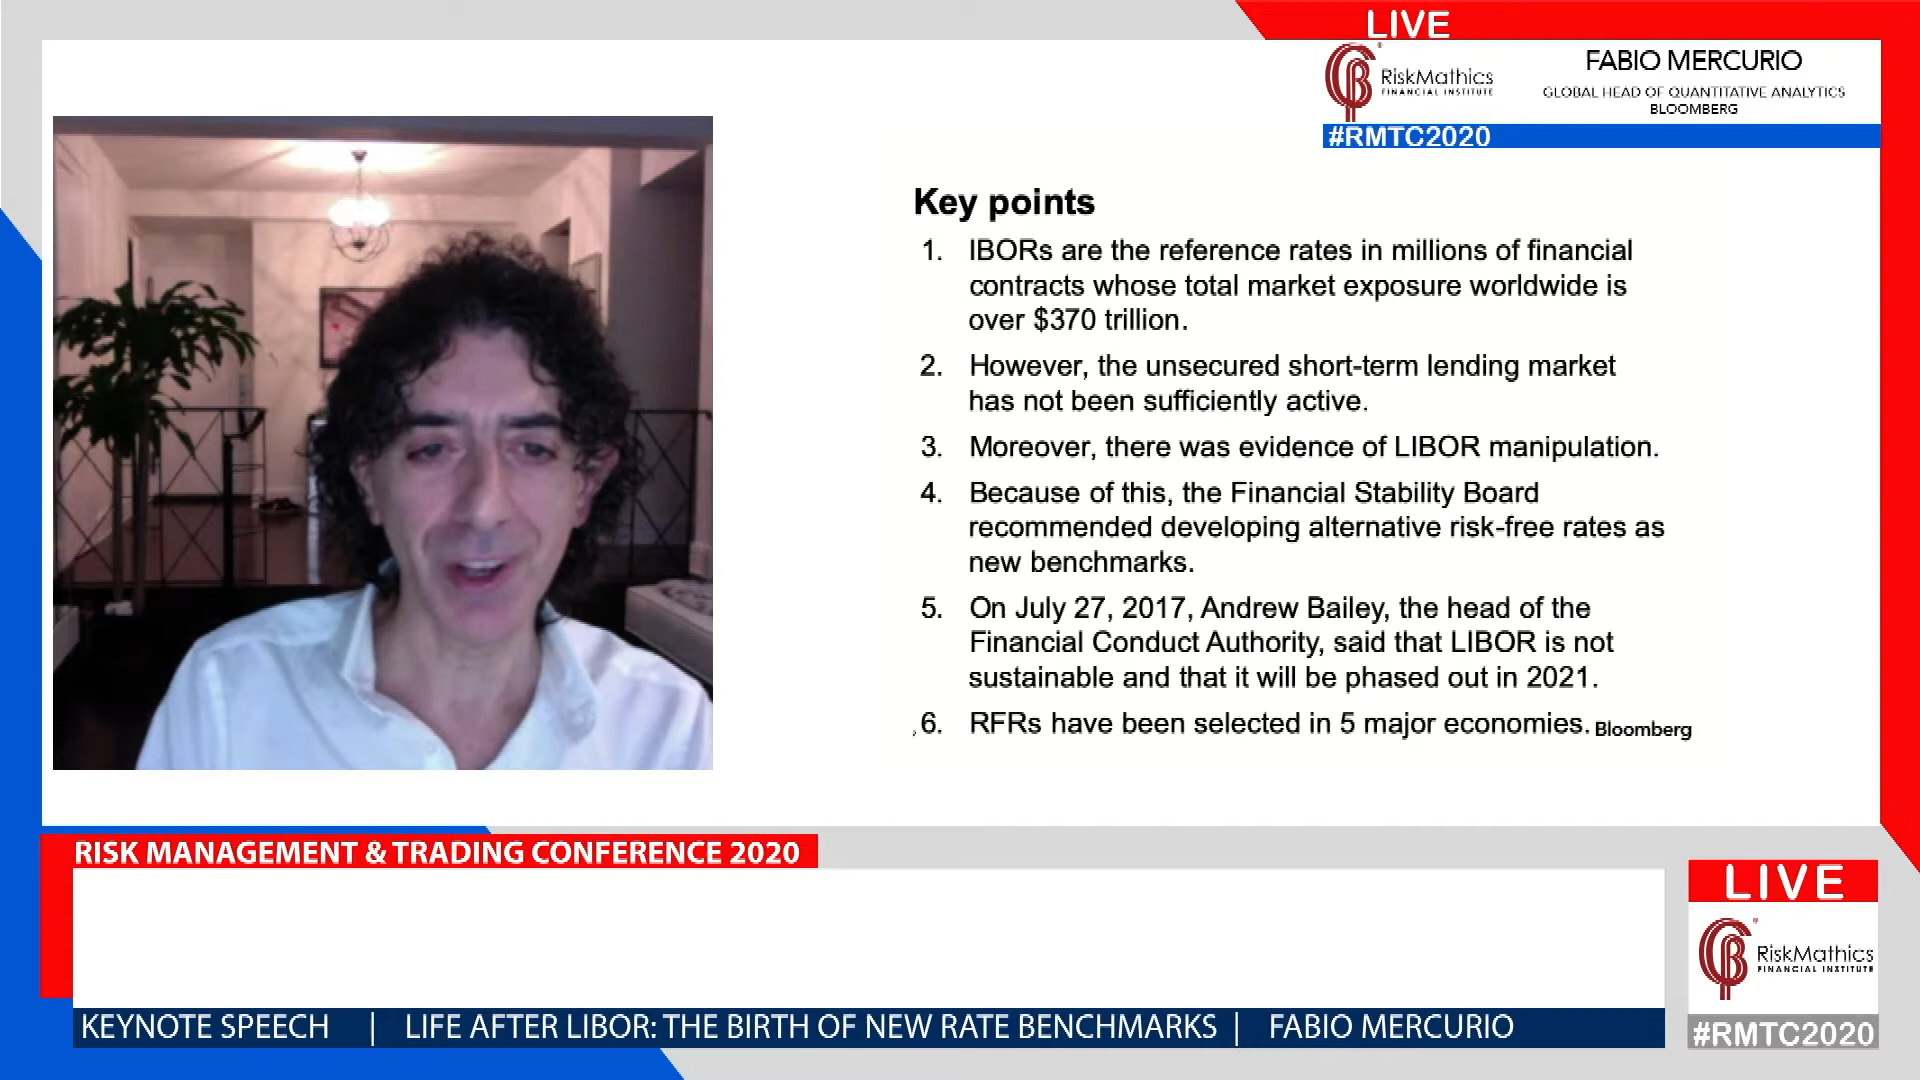 LIVE
RiskMathics
FINANCIAL INSTITUTE
FABIO MERCURIO
GLOBAL HEAD OF QUANTITATIVE ANALYTICS
BLOOMBERG
#RMTC2020
Key points
1. IBORs are the reference rates in millions of financial
contracts whose total market exposure worldwide is
over $370 trillion.
2. However, the unsecured short-term lending market
has not been sufficiently active.
3. Moreover, there was evidence of LIBOR manipulation.
4. Because of this, the Financial Stability Board
recommended developing alternative risk-free rates as
new benchmarks.
5. On July 27, 2017, Andrew Bailey, the head of the
Financial Conduct Authority, said that LIBOR is not
sustainable and that it will be phased out in 2021.
6. RFRs have been selected in 5 major economies.
Bloomberg
RISK MANAGEMENT & TRADING CONFERENCE 2020
LIVE
RiskMathics
FINANCIAL INSTITUTE
#RMTC2020
KEYNOTE SPEECH | LIFE AFTER LIBOR: THE BIRTH OF NEW RATE BENCHMARKS | FABIO MERCURIO